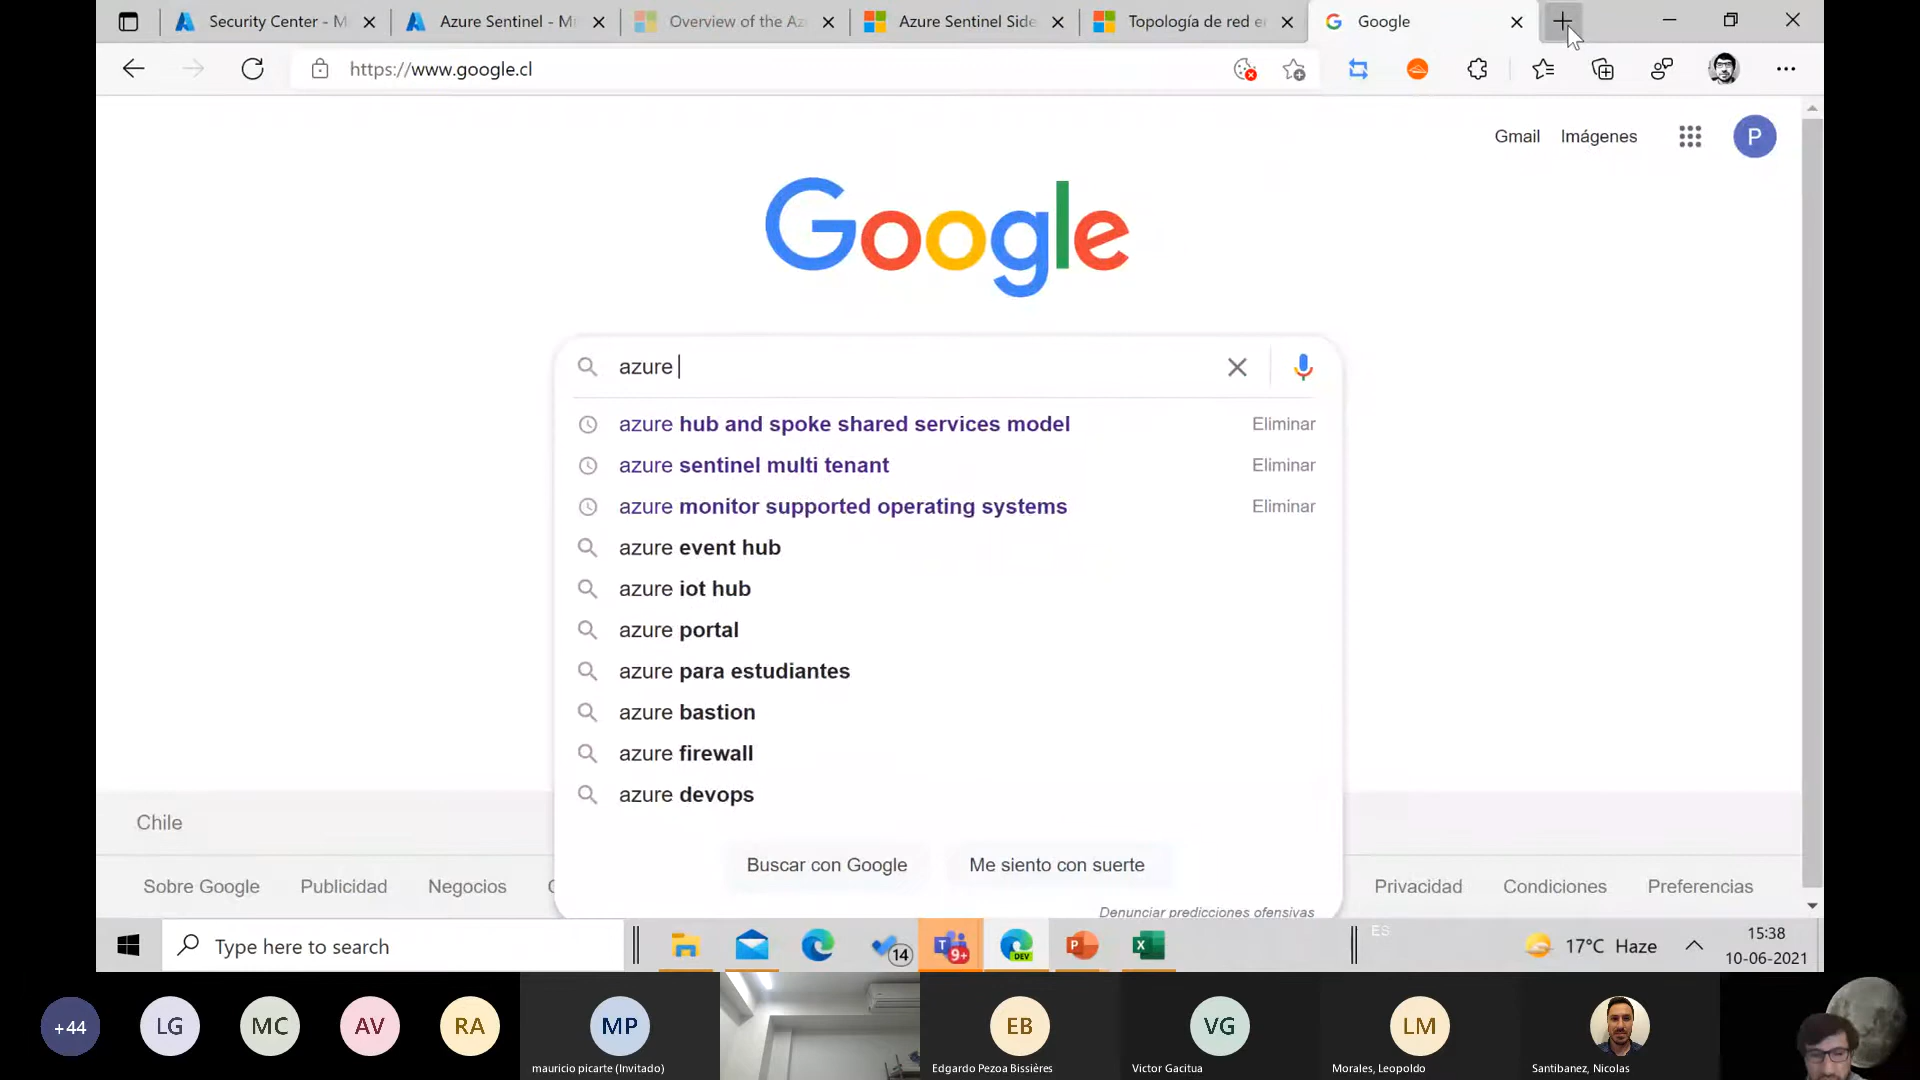 Security Center - M
Azure Sentinel - Mi
Overview of the Az
Azure Sentinel Side
Topología de red e
Google
https://www.google.cl
Gmail
Imágenes
P
Google
azure
azure hub and spoke shared services model
Eliminar
azure sentinel multi tenant
Eliminar
azure monitor supported operating systems
Eliminar
azure event hub
azure iot hub
azure portal
azure para estudiantes
azure bastion
azure firewall
azure devops
Buscar con Google
Me siento con suerte
Denunciar predicciones ofensivas
Chile
Sobre Google
Publicidad
Negocios
Privacidad
Condiciones
Preferencias
Type here to search
14
9+
DEV
ES
17°C Haze
15:38
10-06-2021
+44
LG
MC
AV
RA
MP
mauricio picarte (Invitado)
EB
Edgardo Pezoa Bissières
VG
Victor Gacitua
LM
Morales, Leopoldo
Santibanez, Nicolas